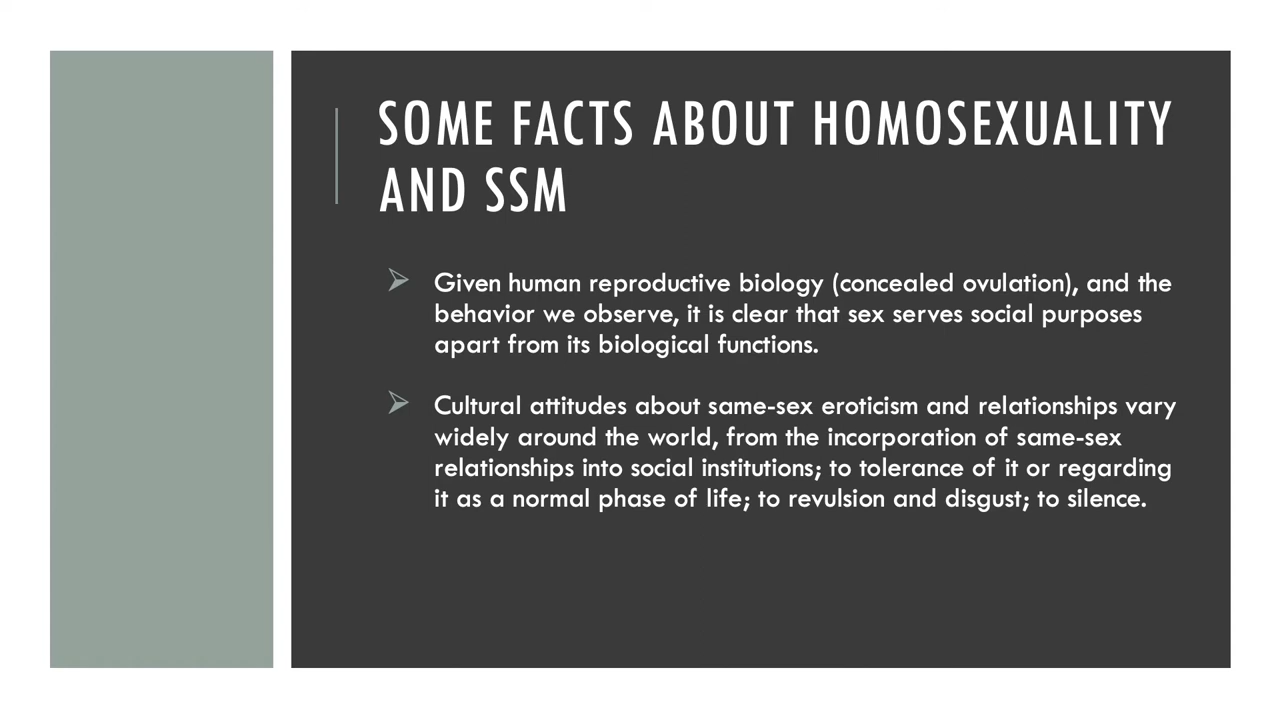 SOME FACTS ABOUT HOMOSEXUALITY
AND SSM
Given human reproductive biology (concealed ovulation), and the
behavior we observe, it is clear that sex serves social purposes
apart from its biological functions.
Cultural attitudes about same-sex eroticism and relationships vary
widely around the world, from the incorporation of same-sex
relationships into social institutions; to tolerance of it or regarding
it as a normal phase of life; to revulsion and disgust; to silence.